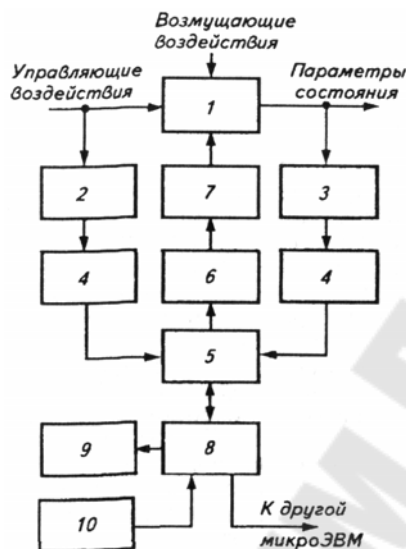 Возмущающие
воздействия
Управляющие
воздействия
Параметры
состояния
1
2
7
3
4
6
4
5
9
8
10
К другой
микроЭВМ